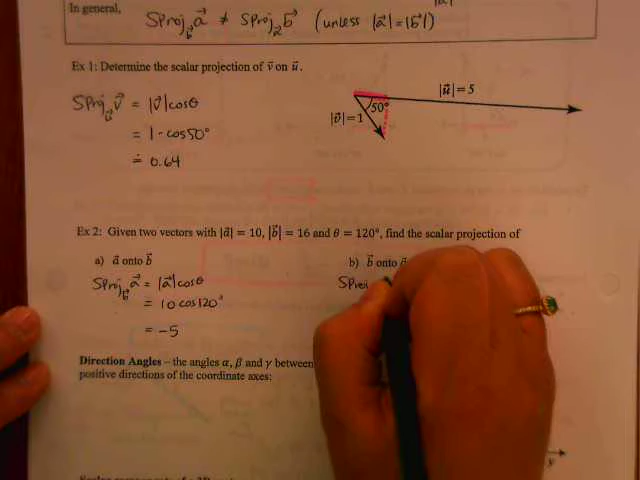 In general,
SProj_b⃗ a⃗ ≠ SProj_a⃗ b⃗ (unless |a⃗| = |b⃗|)
Ex 1: Determine the scalar projection of v⃗ on u⃗.
|u⃗| = 5
SProj_u⃗ v⃗ = |v⃗| cosθ
50°
|v⃗| = 1
= 1 · cos50°
≐ 0.64
Ex 2: Given two vectors with |a⃗| = 10, |b⃗| = 16 and θ = 120°, find the scalar projection of
a) a⃗ onto b⃗
b) b⃗ onto
SProj_b⃗ a⃗ = |a⃗| cosθ
= 10 cos120°
= -5
Direction Angles – the angles α, β and γ between
positive directions of the coordinate axes:
y